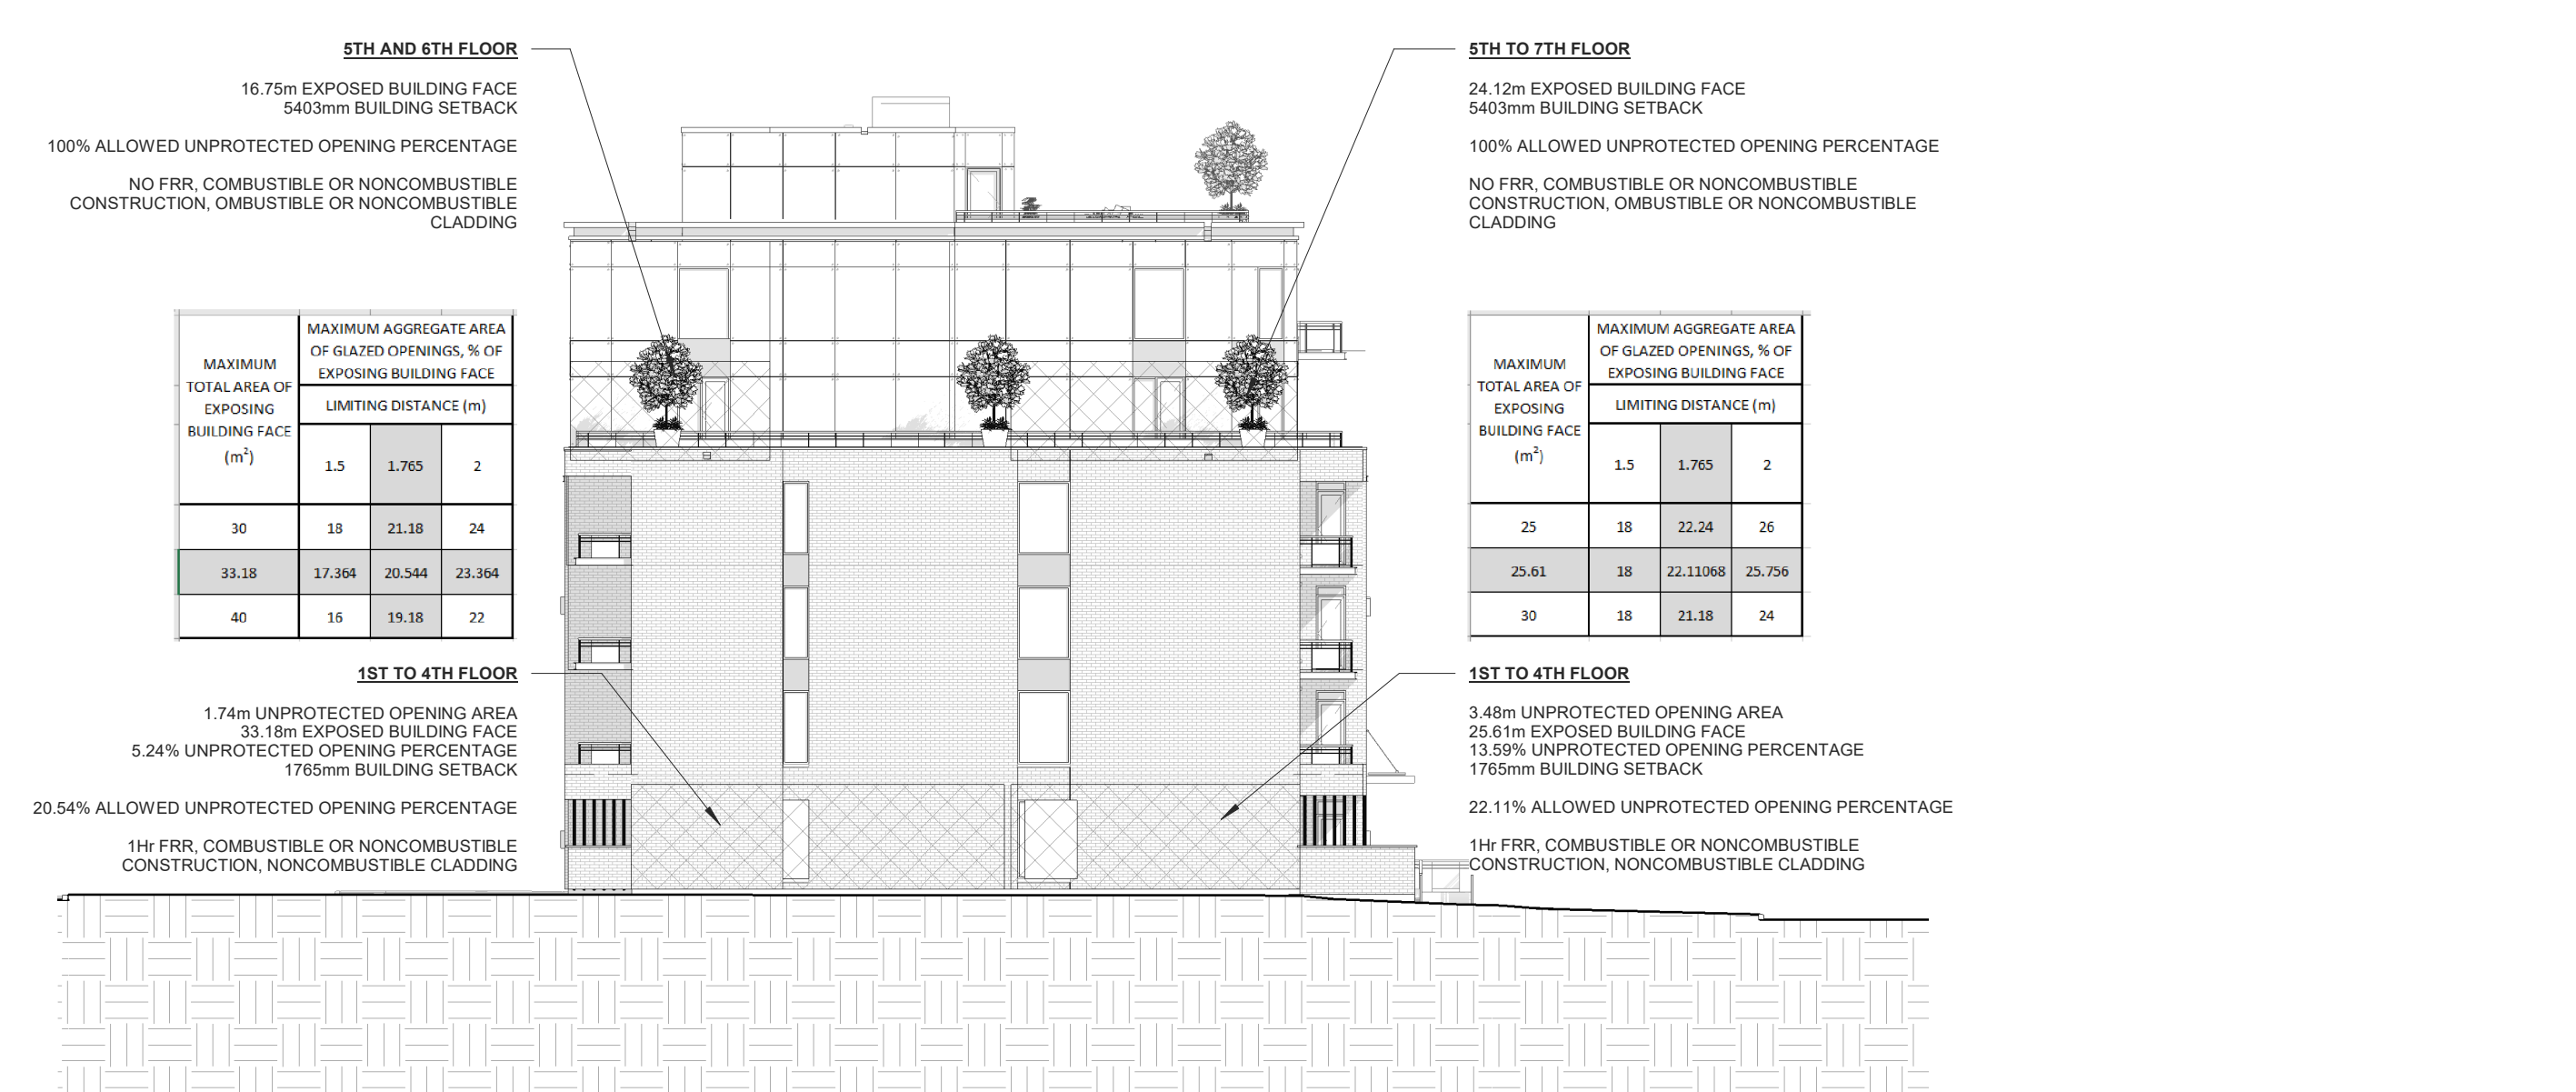 5TH AND 6TH FLOOR
16.75m EXPOSED BUILDING FACE
5403mm BUILDING SETBACK
100% ALLOWED UNPROTECTED OPENING PERCENTAGE
NO FRR, COMBUSTIBLE OR NONCOMBUSTIBLE
CONSTRUCTION, OMBUSTIBLE OR NONCOMBUSTIBLE
CLADDING
MAXIMUM
TOTAL AREA OF
EXPOSING
BUILDING FACE
(m²)
MAXIMUM AGGREGATE AREA
OF GLAZED OPENINGS, % OF
EXPOSING BUILDING FACE
LIMITING DISTANCE (m)
1.5 1.765 2
30 18 21.18 24
33.18 17.364 20.544 23.364
40 16 19.18 22
1ST TO 4TH FLOOR
1.74m UNPROTECTED OPENING AREA
33.18m EXPOSED BUILDING FACE
5.24% UNPROTECTED OPENING PERCENTAGE
1765mm BUILDING SETBACK
20.54% ALLOWED UNPROTECTED OPENING PERCENTAGE
1Hr FRR, COMBUSTIBLE OR NONCOMBUSTIBLE
CONSTRUCTION, NONCOMBUSTIBLE CLADDING
5TH TO 7TH FLOOR
24.12m EXPOSED BUILDING FACE
5403mm BUILDING SETBACK
100% ALLOWED UNPROTECTED OPENING PERCENTAGE
NO FRR, COMBUSTIBLE OR NONCOMBUSTIBLE
CONSTRUCTION, OMBUSTIBLE OR NONCOMBUSTIBLE
CLADDING
MAXIMUM
TOTAL AREA OF
EXPOSING
BUILDING FACE
(m²)
MAXIMUM AGGREGATE AREA
OF GLAZED OPENINGS, % OF
EXPOSING BUILDING FACE
LIMITING DISTANCE (m)
1.5 1.765 2
25 18 22.24 26
25.61 18 22.11068 25.756
30 18 21.18 24
1ST TO 4TH FLOOR
3.48m UNPROTECTED OPENING AREA
25.61m EXPOSED BUILDING FACE
13.59% UNPROTECTED OPENING PERCENTAGE
1765mm BUILDING SETBACK
22.11% ALLOWED UNPROTECTED OPENING PERCENTAGE
1Hr FRR, COMBUSTIBLE OR NONCOMBUSTIBLE
CONSTRUCTION, NONCOMBUSTIBLE CLADDING